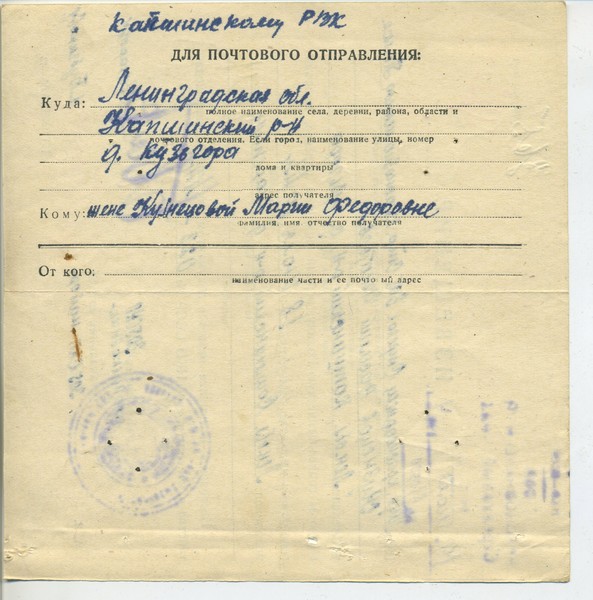 Капшинскому РВК
ДЛЯ ПОЧТОВОГО ОТПРАВЛЕНИЯ:
Куда: Ленинградская обл.
полное наименование села, деревни, района, области и
Капшинский р-н
почтового отделения. Если город, наименование улицы, номер
д. Кузьгора
дома и квартиры
адрес получателя
Кому: жене Кузнецовой Марии Федоровне
фамилия, имя, отчество получателя
От кого:
наименование части и ее почтовый адрес